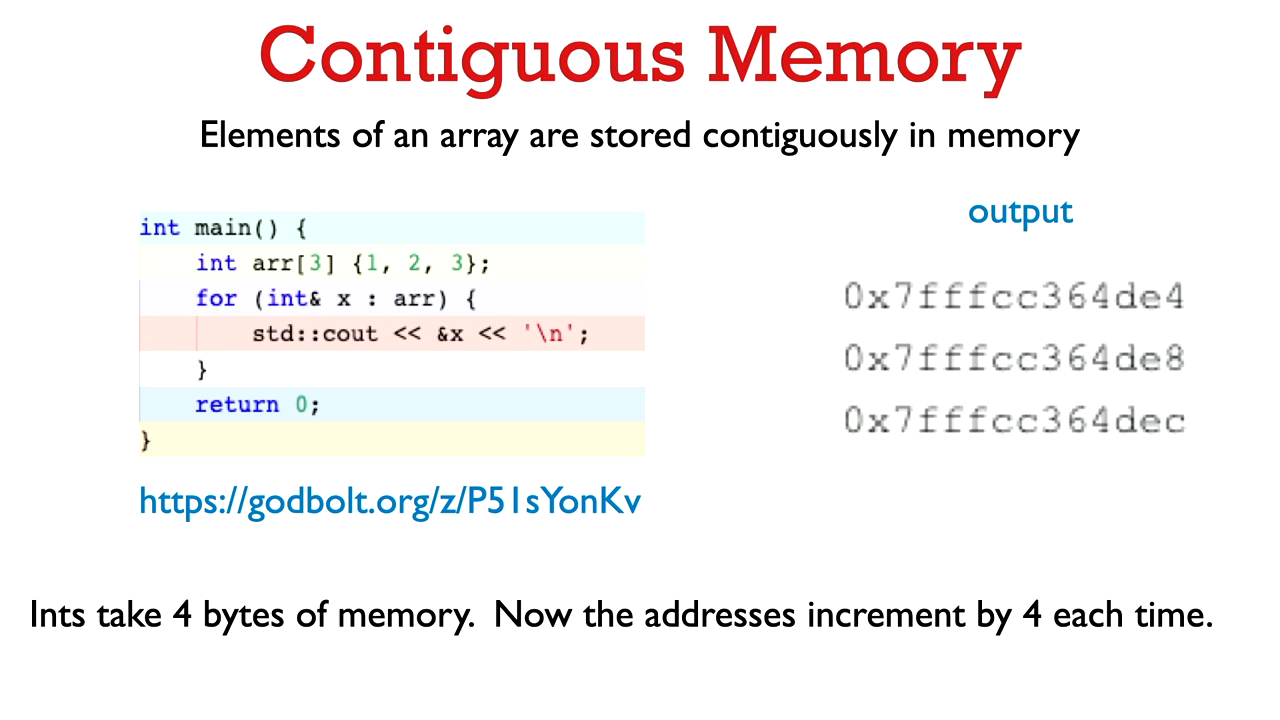 Contiguous Memory
Elements of an array are stored contiguously in memory
int main() {
    int arr[3] {1, 2, 3};
    for (int& x : arr) {
        std::cout << &x << '\n';
    }
    return 0;
}
https://godbolt.org/z/P51sYonKv
output
0x7fffcc364de4
0x7fffcc364de8
0x7fffcc364dec
Ints take 4 bytes of memory.  Now the addresses increment by 4 each time.